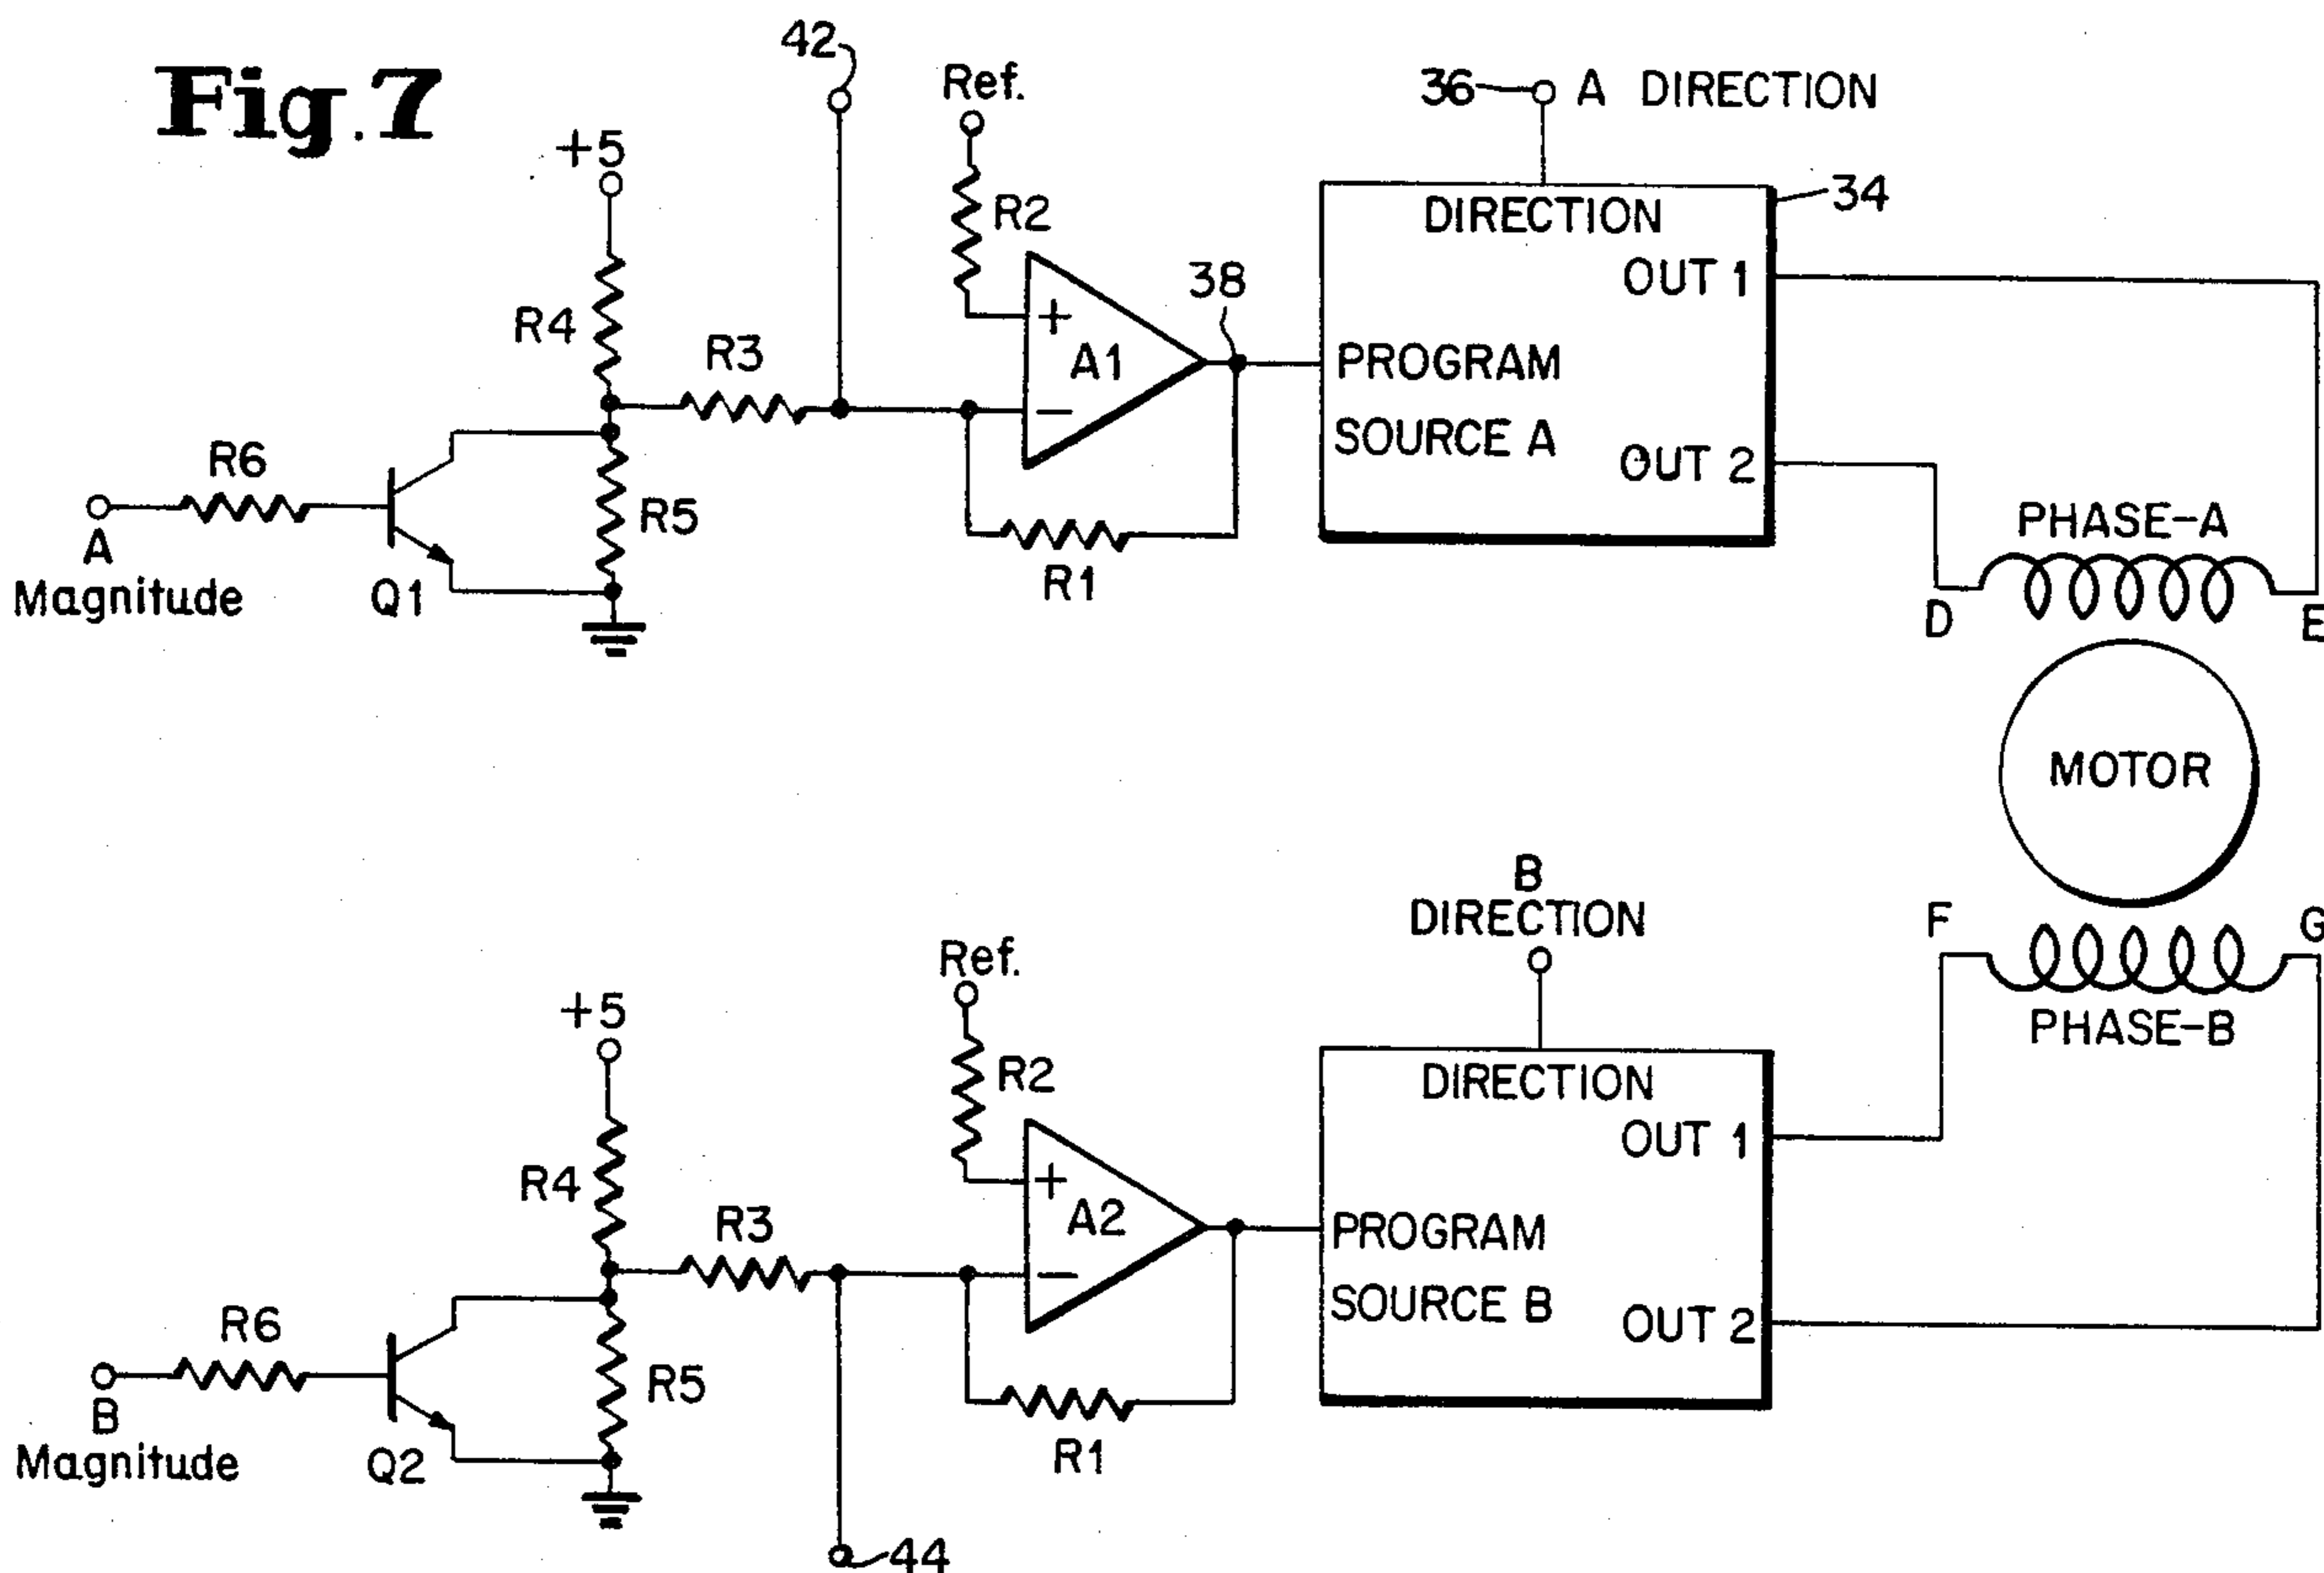 Fig.7
42
Ref.
36
A DIRECTION
+5
R2
DIRECTION
34
OUT 1
R4
38
+
A1
R3
PROGRAM
SOURCE A
−
OUT 2
R6
R5
A
Magnitude
Q1
R1
PHASE-A
D
E
MOTOR
B
DIRECTION
F
G
PHASE-B
Ref.
+5
R2
DIRECTION
OUT 1
R4
+
A2
R3
PROGRAM
SOURCE B
−
OUT 2
R6
R5
B
Magnitude
Q2
R1
44